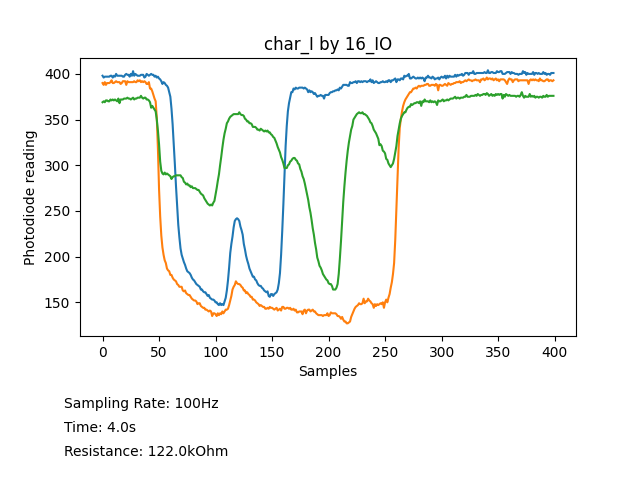 char_I by 16_IO
Photodiode reading
400
350
300
250
200
150
0 50 100 150 200 250 300 350 400
Samples
Sampling Rate: 100Hz
Time: 4.0s
Resistance: 122.0kOhm